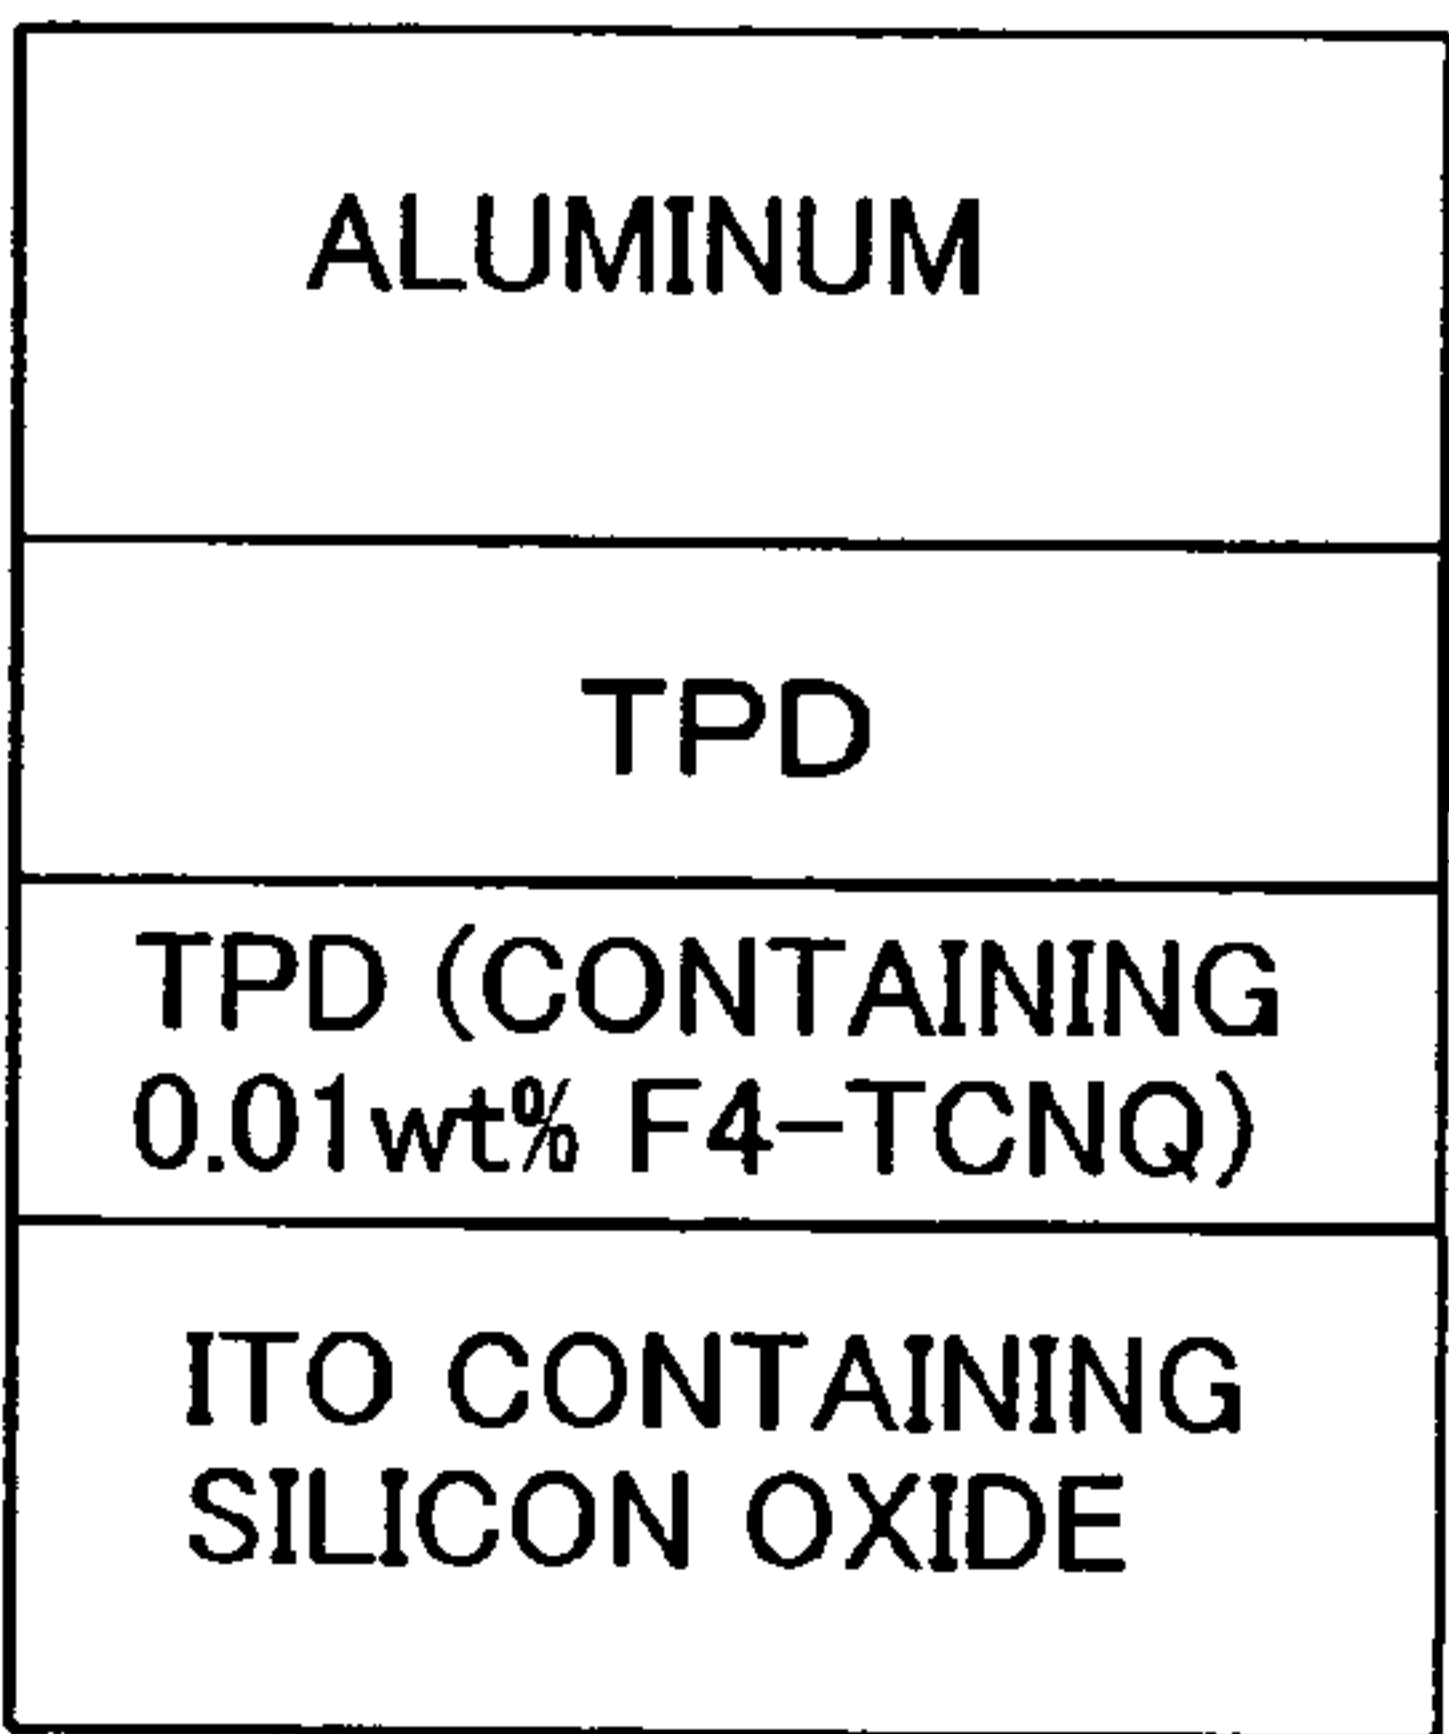 ALUMINUM
TPD
TPD (CONTAINING
0.01wt% F4-TCNQ)
ITO CONTAINING
SILICON OXIDE